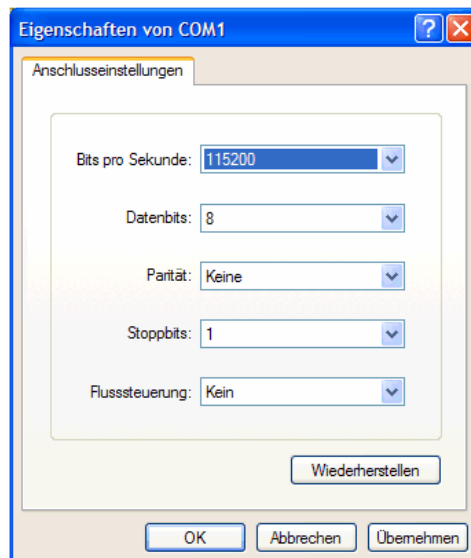 Eigenschaften von COM1
Anschlusseinstellungen
Bits pro Sekunde: 115200
Datenbits: 8
Parität: Keine
Stoppbits: 1
Flusssteuerung: Kein
Wiederherstellen
OK Abbrechen Übernehmen